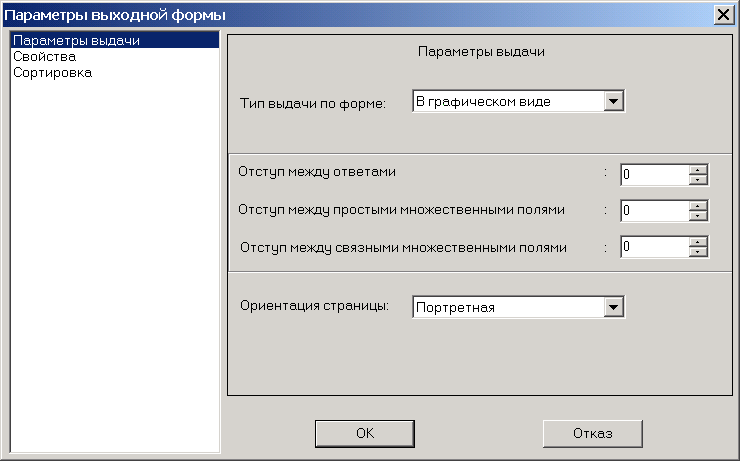 Параметры выходной формы
Параметры выдачи
Свойства
Сортировка
Параметры выдачи
Тип выдачи по форме: В графическом виде
Отступ между ответами : 0
Отступ между простыми множественными полями : 0
Отступ между связными множественными полями : 0
Ориентация страницы: Портретная
OK Отказ